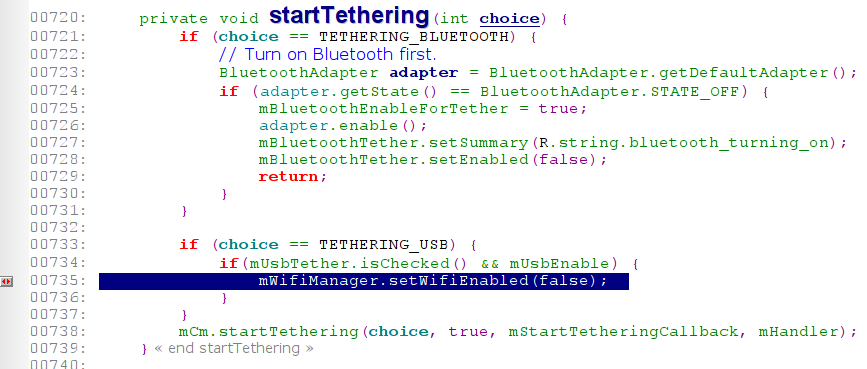 00720:     private void startTethering(int choice) {
00721:         if (choice == TETHERING_BLUETOOTH) {
00722:             // Turn on Bluetooth first.
00723:             BluetoothAdapter adapter = BluetoothAdapter.getDefaultAdapter();
00724:             if (adapter.getState() == BluetoothAdapter.STATE_OFF) {
00725:                 mBluetoothEnableForTether = true;
00726:                 adapter.enable();
00727:                 mBluetoothTether.setSummary(R.string.bluetooth_turning_on);
00728:                 mBluetoothTether.setEnabled(false);
00729:                 return;
00730:             }
00731:         }
00732:
00733:         if (choice == TETHERING_USB) {
00734:             if(mUsbTether.isChecked() && mUsbEnable) {
00735:                 mWifiManager.setWifiEnabled(false);
00736:             }
00737:         }
00738:         mCm.startTethering(choice, true, mStartTetheringCallback, mHandler);
00739:     } « end startTethering »
00740: